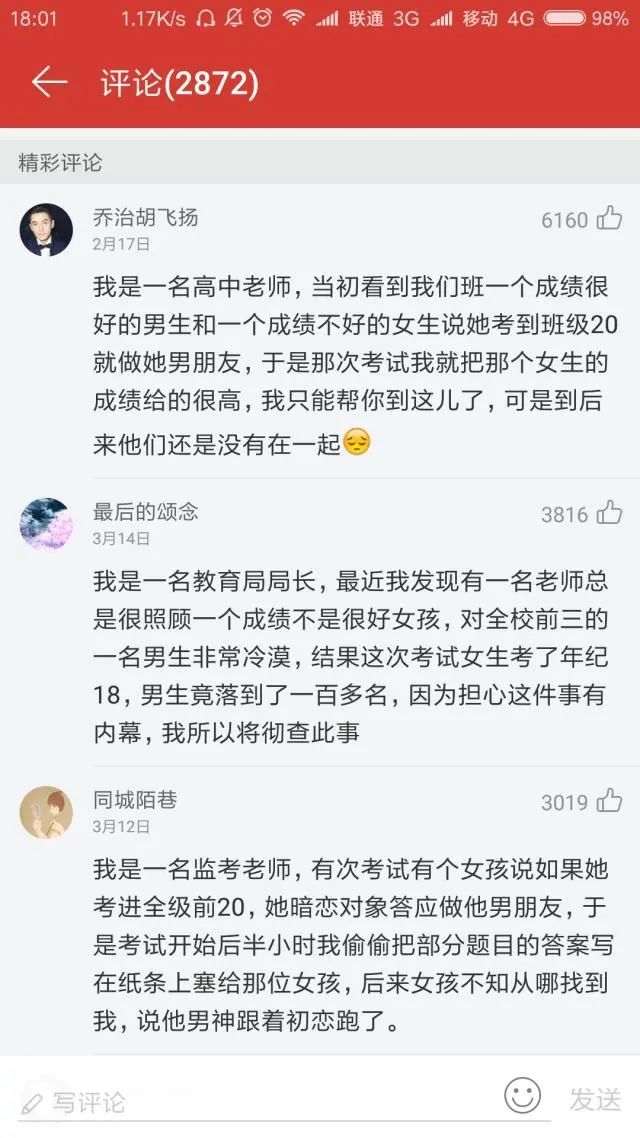 18:01 1.17K/s 联通 3G 移动 4G 98%
评论(2872)
精彩评论
乔治胡飞扬 6160
2月17日
我是一名高中老师，当初看到我们班一个成绩很
好的男生和一个成绩不好的女生说她考到班级20
就做她男朋友，于是那次考试我就把那个女生的
成绩给的很高，我只能帮你到这儿了，可是到后
来他们还是没有在一起😔
最后的颂念 3816
3月14日
我是一名教育局局长，最近我发现有一名老师总
是很照顾一个成绩不是很好女孩，对全校前三的
一名男生非常冷漠，结果这次考试女生考了年纪
18，男生竟落到了一百多名，因为担心这件事有
内幕，我所以将彻查此事
同城陌巷 3019
3月12日
我是一名监考老师，有次考试有个女孩说如果她
考进全级前20，她暗恋对象答应做他男朋友，于
是考试开始后半小时我偷偷把部分题目的答案写
在纸条上塞给那位女孩，后来女孩不知从哪找到
我，说他男神跟着初恋跑了。
写评论 发送